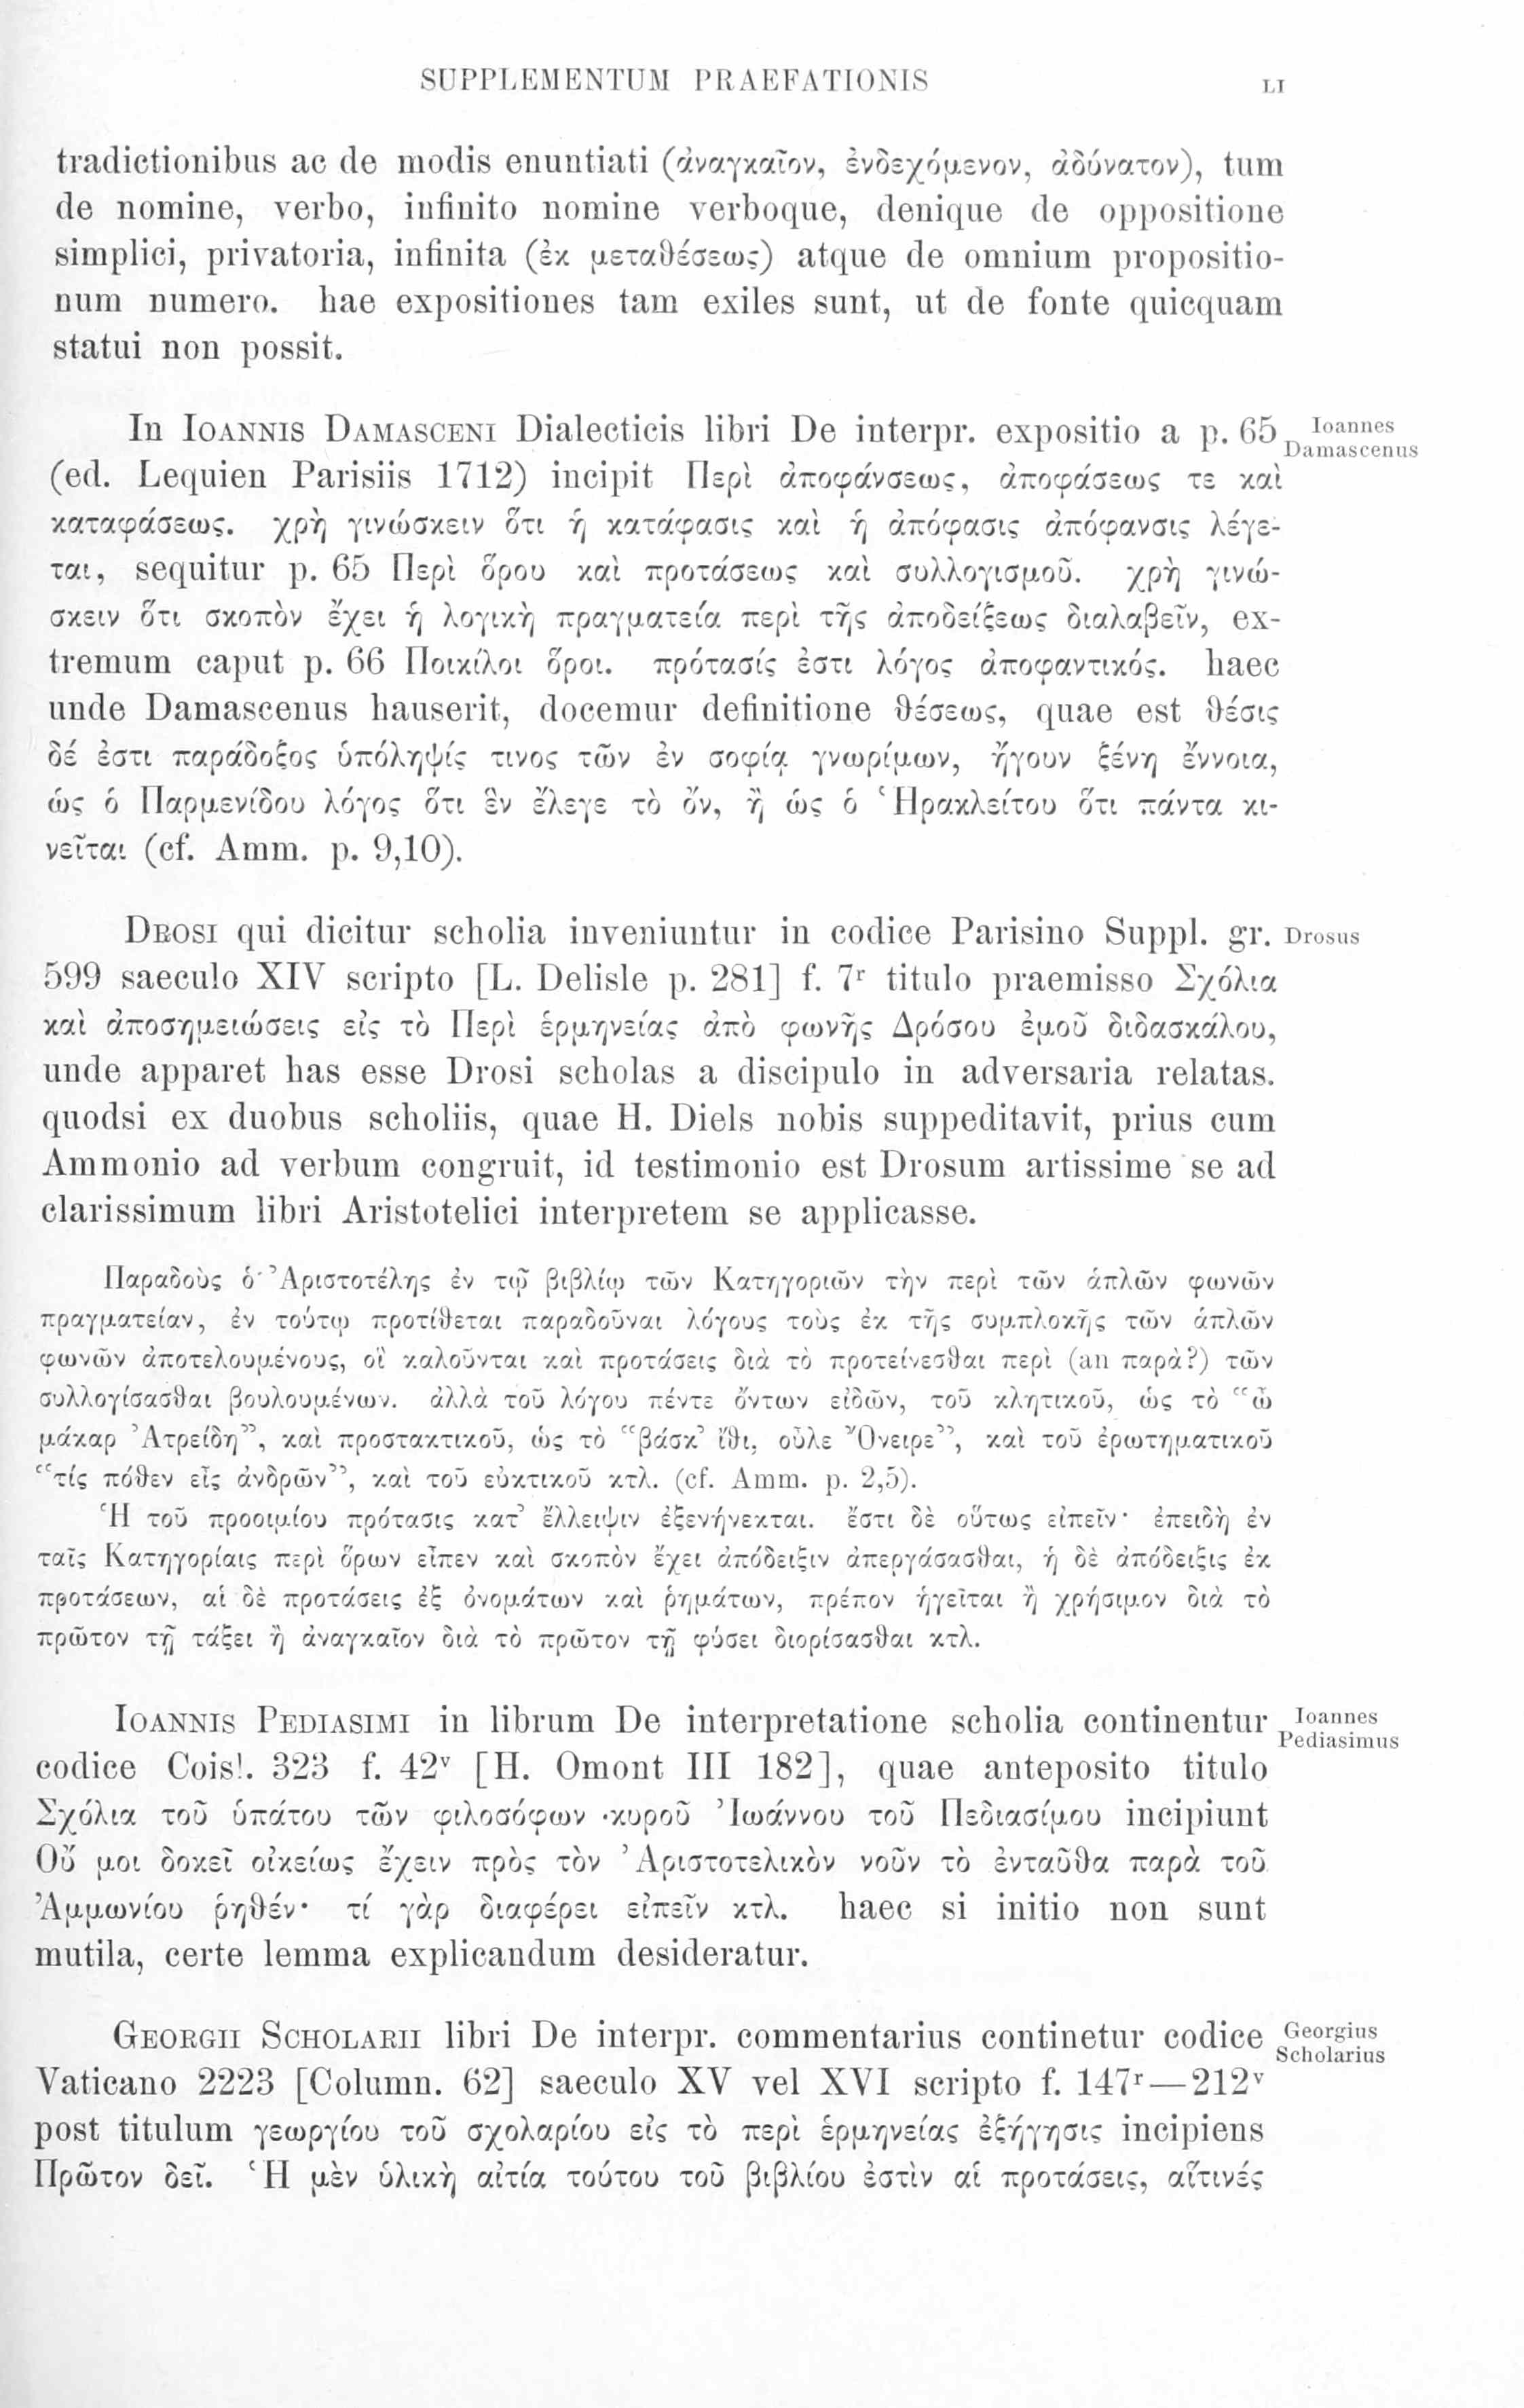 SUPPLEMENTUM PRAEFATIONIS LI
tradictionibus ac de modis enuntiati (ἀναγκαῖον, ἐνδεχόμενον, ἀδύνατον), tum
de nomine, verbo, infinito nomine verboque, denique de oppositione
simplici, privatoria, infinita (ἐκ μεταθέσεως) atque de omnium propositio-
num numero. hae expositiones tam exiles sunt, ut de fonte quicquam
statui non possit.
In IOANNIS DAMASCENI Dialecticis libri De interpr. expositio a p. 65
Ioannes
Damascenus
(ed. Lequien Parisiis 1712) incipit Περὶ ἀποφάνσεως, ἀποφάσεως τε καὶ
καταφάσεως. χρὴ γινώσκειν ὅτι ἡ κατάφασις καὶ ἡ ἀπόφασις ἀπόφανσις λέγε-
ται, sequitur p. 65 Περὶ ὅρου καὶ προτάσεως καὶ συλλογισμοῦ. χρὴ γινώ-
σκειν ὅτι σκοπὸν ἔχει ἡ λογικὴ πραγματεία περὶ τῆς ἀποδείξεως διαλαβεῖν, ex-
tremum caput p. 66 Ποικίλοι ὅροι. πρότασίς ἐστι λόγος ἀποφαντικός. haec
unde Damascenus hauserit, docemur definitione θέσεως, quae est θέσις
δέ ἐστι παράδοξος ὑπόληψίς τινος τῶν ἐν σοφίᾳ γνωρίμων, ἤγουν ξένη ἔννοια,
ὡς ὁ Παρμενίδου λόγος ὅτι ἓν ἔλεγε τὸ ὄν, ἢ ὡς ὁ Ἡρακλείτου ὅτι πάντα κι-
νεῖται (cf. Amm. p. 9,10).
DROSI qui dicitur scholia inveniuntur in codice Parisino Suppl. gr.
Drosus
599 saeculo XIV scripto [L. Delisle p. 281] f. 7ʳ titulo praemisso Σχόλια
καὶ ἀποσημειώσεις εἰς τὸ Περὶ ἑρμηνείας ἀπὸ φωνῆς Δρόσου ἐμοῦ διδασκάλου,
unde apparet has esse Drosi scholas a discipulo in adversaria relatas.
quodsi ex duobus scholiis, quae H. Diels nobis suppeditavit, prius cum
Ammonio ad verbum congruit, id testimonio est Drosum artissime se ad
clarissimum libri Aristotelici interpretem se applicasse.
Παραδοὺς ὁ Ἀριστοτέλης ἐν τῷ βιβλίῳ τῶν Κατηγοριῶν τὴν περὶ τῶν ἁπλῶν φωνῶν
πραγματείαν, ἐν τούτῳ προτίθεται παραδοῦναι λόγους τοὺς ἐκ τῆς συμπλοκῆς τῶν ἁπλῶν
φωνῶν ἀποτελουμένους, οἳ καλοῦνται καὶ προτάσεις διὰ τὸ προτείνεσθαι περὶ (an παρὰ?) τῶν
συλλογίσασθαι βουλουμένων. ἀλλὰ τοῦ λόγου πέντε ὄντων εἰδῶν, τοῦ κλητικοῦ, ὡς τὸ “ὦ
μάκαρ Ἀτρείδη”, καὶ προστακτικοῦ, ὡς τὸ “βάσκ’ ἴθι, οὖλε Ὄνειρε”, καὶ τοῦ ἐρωτηματικοῦ
“τίς πόθεν εἶς ἀνδρῶν”, καὶ τοῦ εὐκτικοῦ κτλ. (cf. Amm. p. 2,5).
Ἡ τοῦ προοιμίου πρότασις κατ’ ἔλλειψιν ἐξενήνεκται. ἔστι δὲ οὕτως εἰπεῖν· ἐπειδὴ ἐν
ταῖς Κατηγορίαις περὶ ὅρων εἶπεν καὶ σκοπὸν ἔχει ἀπόδειξιν ἀπεργάσασθαι, ἡ δὲ ἀπόδειξις ἐκ
προτάσεων, αἱ δὲ προτάσεις ἐξ ὀνομάτων καὶ ῥημάτων, πρέπον ἡγεῖται ἢ χρήσιμον διὰ τὸ
πρῶτον τῇ τάξει ἢ ἀναγκαῖον διὰ τὸ πρῶτον τῇ φύσει διορίσασθαι κτλ.
IOANNIS PEDIASIMI in librum De interpretatione scholia continentur
Ioannes
Pediasimus
codice Coisl. 323 f. 42ᵛ [H. Omont III 182], quae anteposito titulo
Σχόλια τοῦ ὑπάτου τῶν φιλοσόφων κυροῦ Ἰωάννου τοῦ Πεδιασίμου incipiunt
Οὔ μοι δοκεῖ οἰκείως ἔχειν πρὸς τὸν Ἀριστοτελικὸν νοῦν τὸ ἐνταῦθα παρὰ τοῦ
Ἀμμωνίου ῥηθέν· τί γὰρ διαφέρει εἰπεῖν κτλ. haec si initio non sunt
mutila, certe lemma explicandum desideratur.
GEORGII SCHOLARII libri De interpr. commentarius continetur codice
Georgius
Scholarius
Vaticano 2223 [Column. 62] saeculo XV vel XVI scripto f. 147ʳ—212ᵛ
post titulum γεωργίου τοῦ σχολαρίου εἰς τὸ περὶ ἑρμηνείας ἐξήγησις incipiens
Πρῶτον δεῖ. Ἡ μὲν ὑλικὴ αἰτία τούτου τοῦ βιβλίου ἐστὶν αἱ προτάσεις, αἵτινές